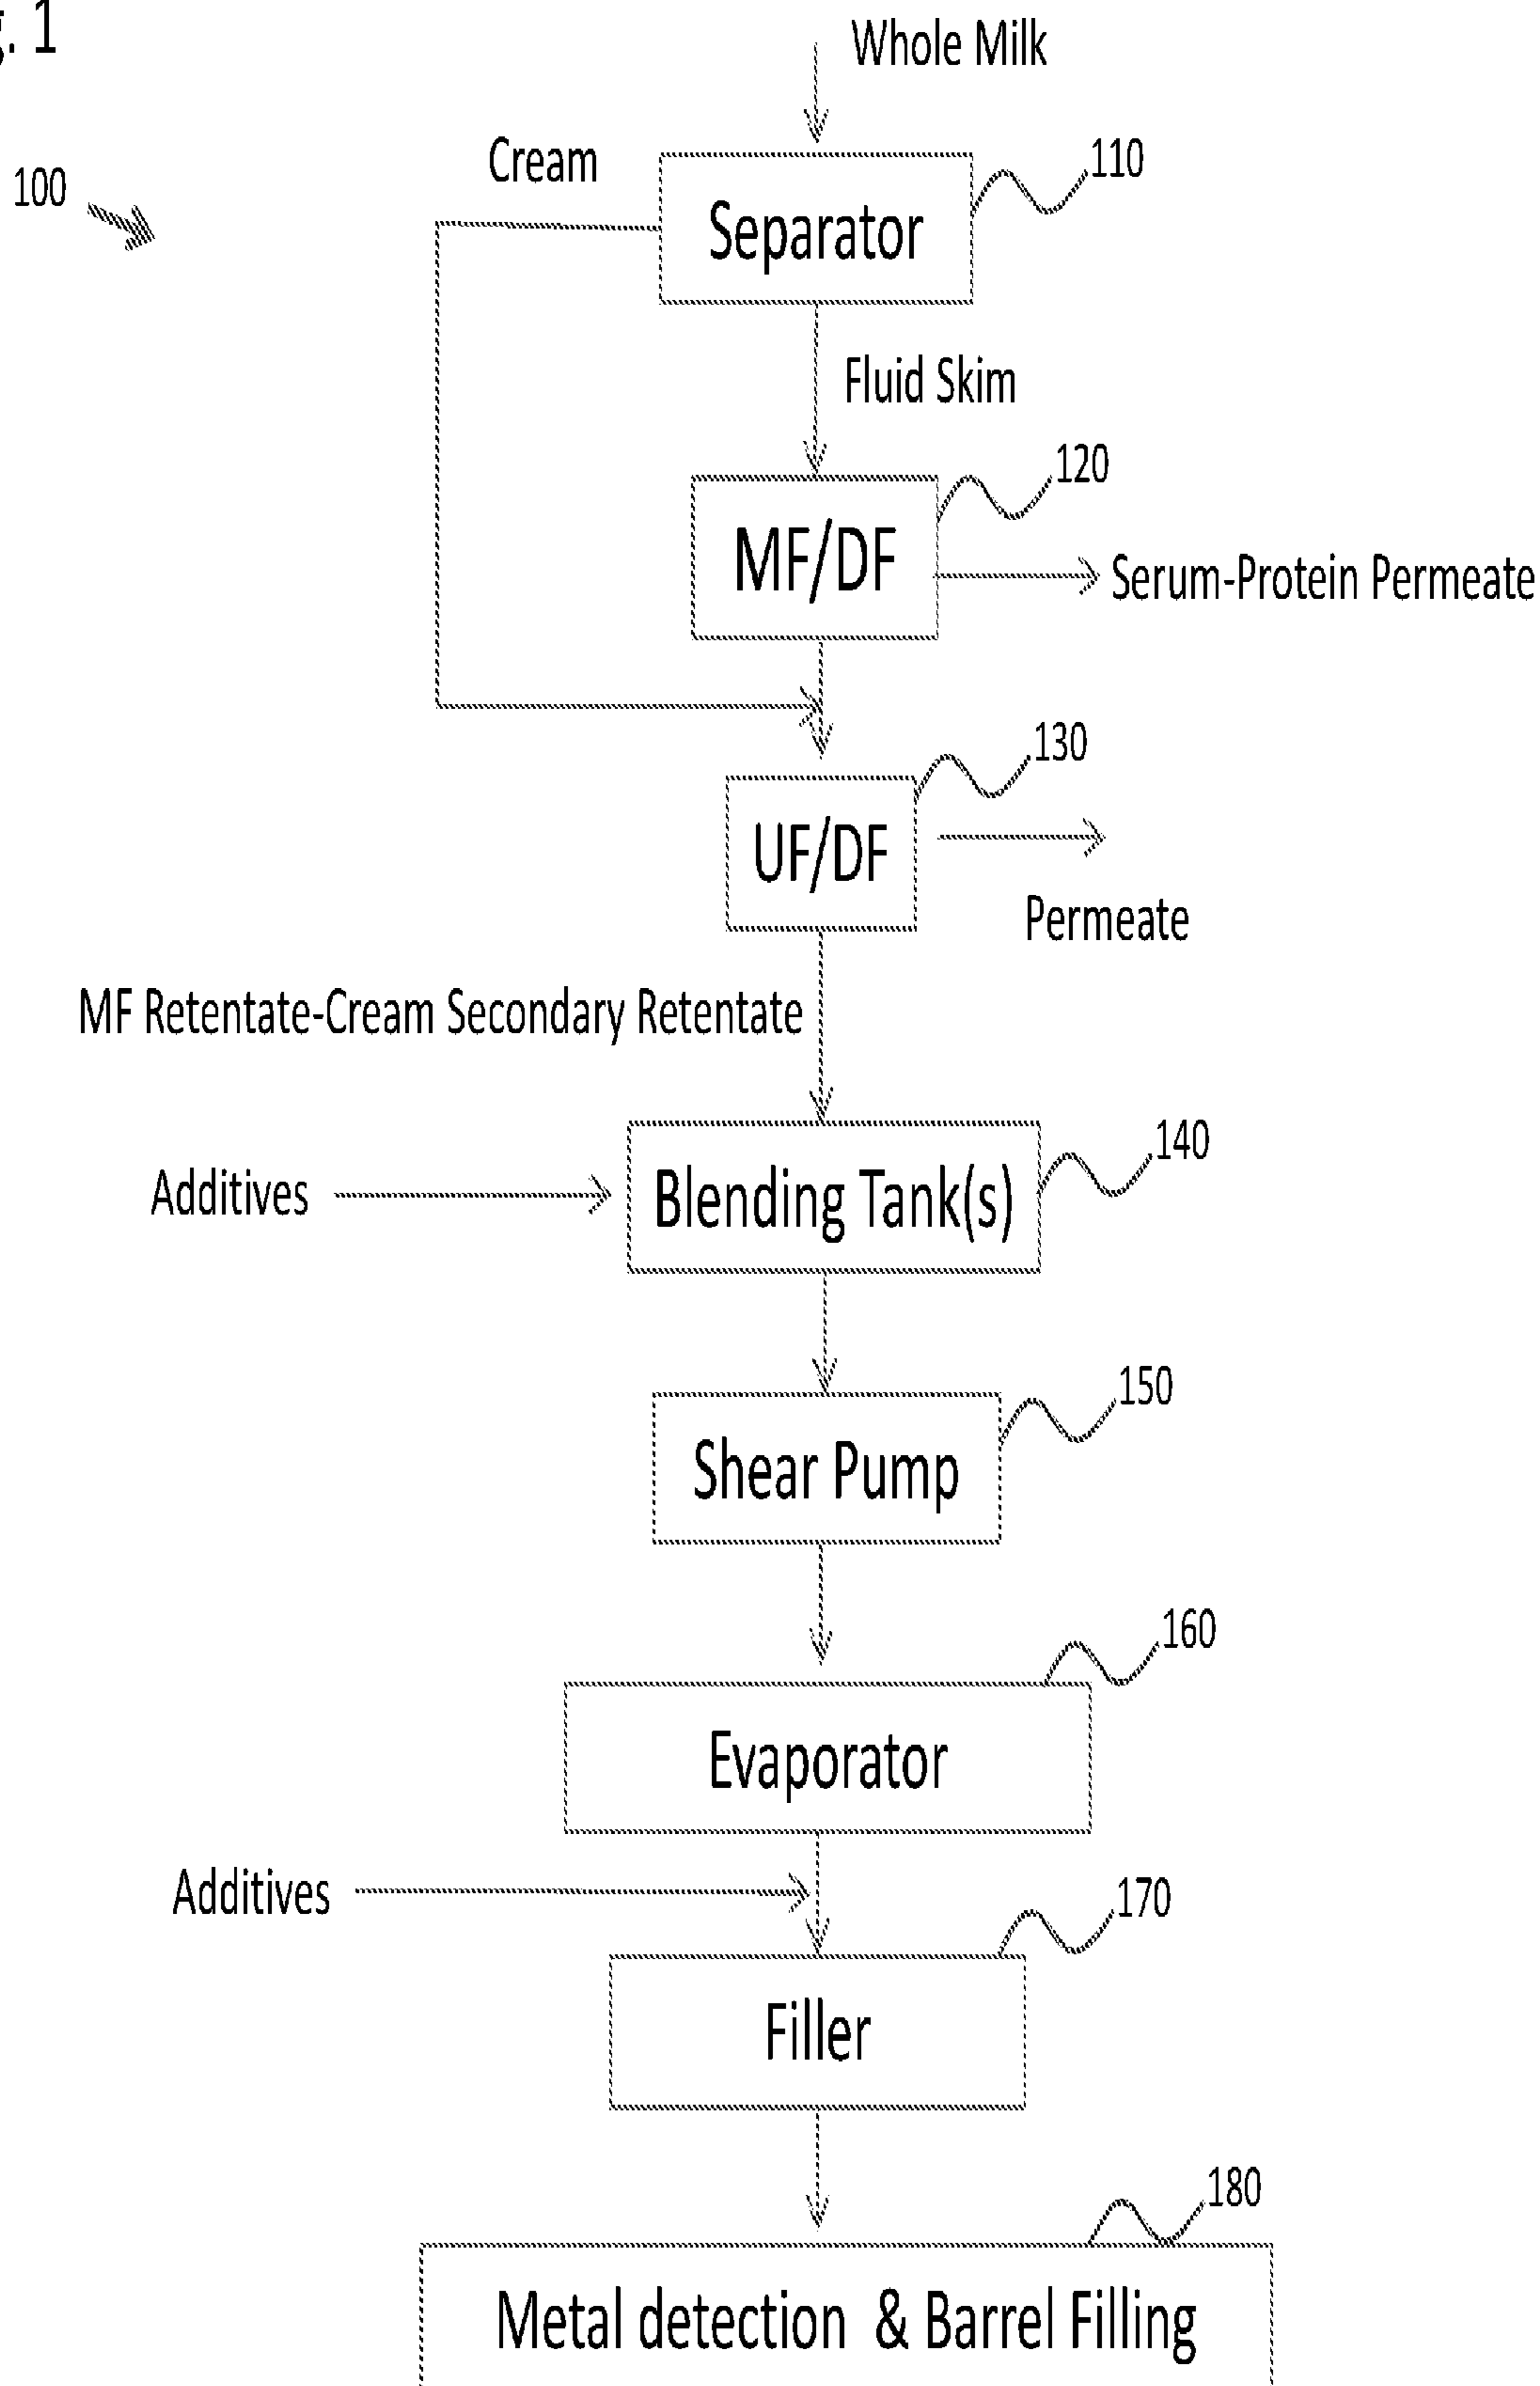 g. 1
Whole Milk
Cream
110
100
Separator
Fluid Skim
120
MF/DF
Serum-Protein Permeate
130
UF/DF
Permeate
MF Retentate-Cream Secondary Retentate
140
Additives
Blending Tank(s)
150
Shear Pump
160
Evaporator
Additives
170
Filler
180
Metal detection & Barrel Filling